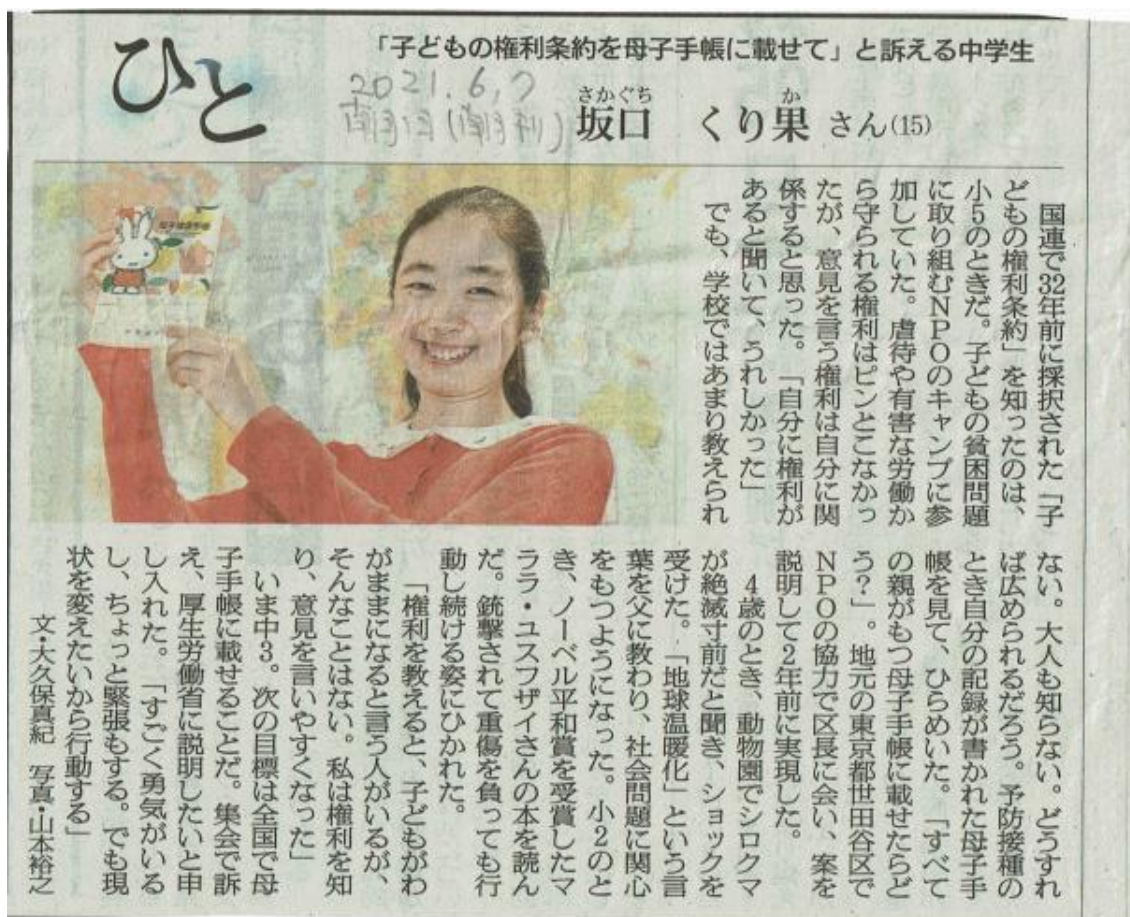 ひと
「子どもの権利条約を母子手帳に載せて」と訴える中学生
2021.6.7
朝日(朝刊)
さかぐち か
坂口 くり果 さん(15)
母子健康手帳
国連で32年前に採択された「子
どもの権利条約」を知ったのは、
小5のときだ。子どもの貧困問題
に取り組むNPOのキャンプに参
加していた。虐待や有害な労働か
ら守られる権利はピンとこなかっ
たが、意見を言う権利は自分に関
係すると思った。「自分に権利が
あると聞いて、うれしかった」
でも、学校ではあまり教えられ
ない。大人も知らない。どうすれ
ば広められるだろう。予防接種の
とき自分の記録が書かれた母子手
帳を見て、ひらめいた。「すべて
の親がもつ母子手帳に載せたらど
う?」。地元の東京都世田谷区で
NPOの協力で区長に会い、案を
説明して2年前に実現した。
4歳のとき、動物園でシロクマ
が絶滅寸前だと聞き、ショックを
受けた。「地球温暖化」という言
葉を父に教わり、社会問題に関心
をもつようになった。小2のと
き、ノーベル平和賞を受賞したマ
ララ・ユスフザイさんの本を読ん
だ。銃撃されて重傷を負っても行
動し続ける姿にひかれた。
「権利を教えると、子どもがわ
がままになると言う人がいるが、
そんなことはない。私は権利を知
り、意見を言いやすくなった」
いま中3。次の目標は全国で母
子手帳に載せることだ。集会で訴
え、厚生労働省に説明したいと申
し入れた。「すごく勇気がいる
し、ちょっと緊張もする。でも現
状を変えたいから行動する」
文・大久保真紀 写真・山本裕之